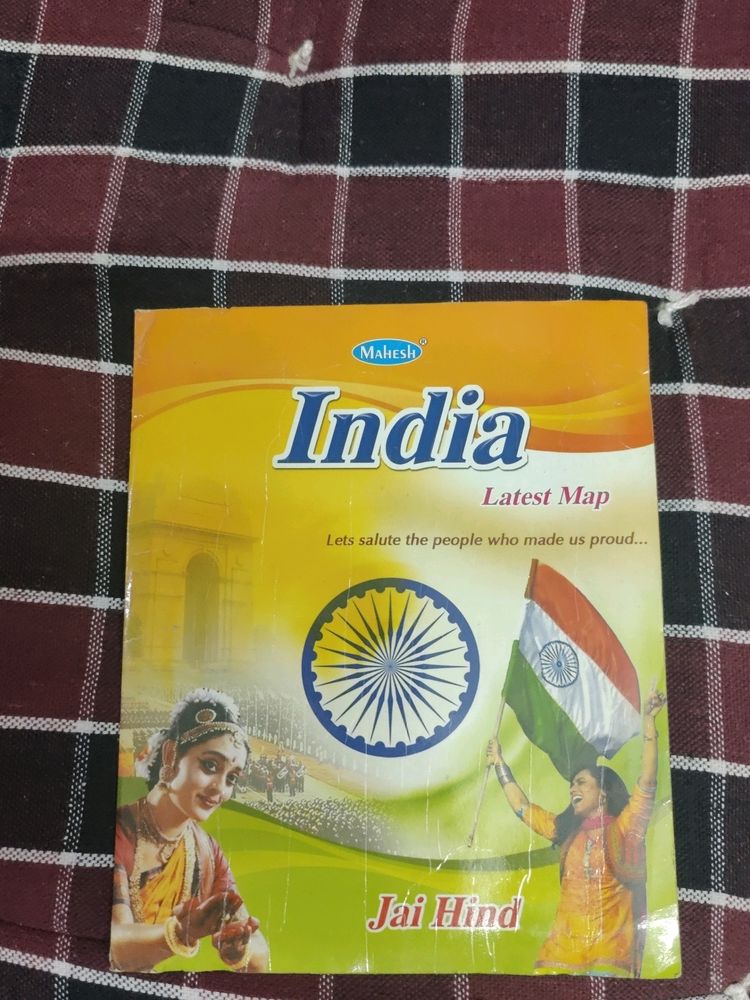 MAHESH®
India
Latest Map
Lets salute the people who made us proud...
Jai Hind